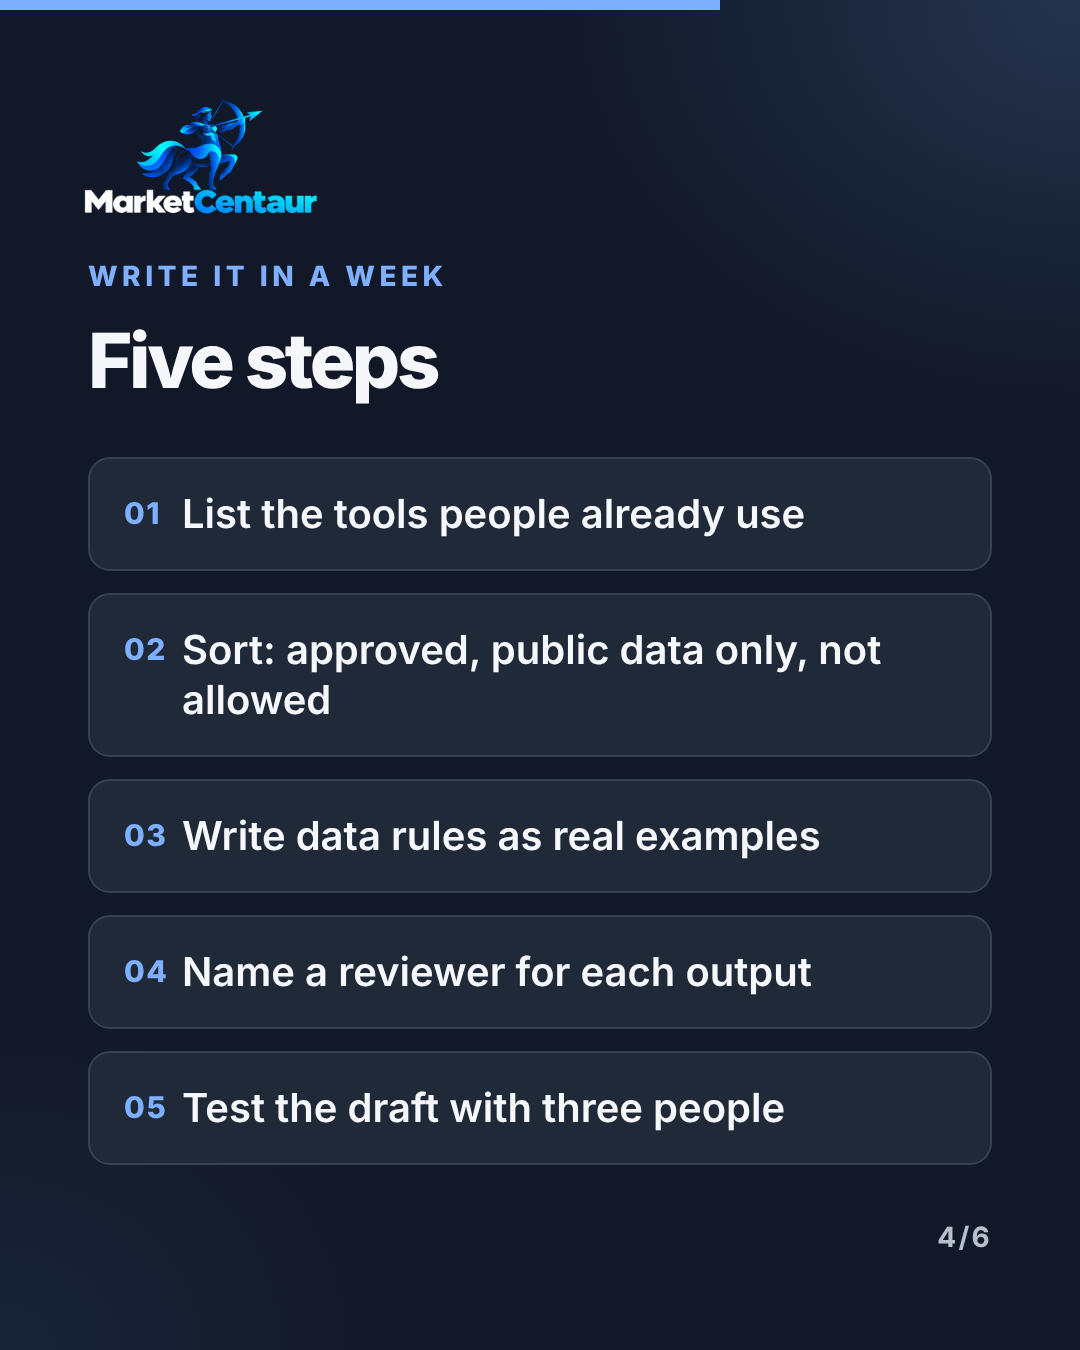 MarketCentaur
WRITE IT IN A WEEK
Five steps
01 List the tools people already use
02 Sort: approved, public data only, not
allowed
03 Write data rules as real examples
04 Name a reviewer for each output
05 Test the draft with three people
4/6